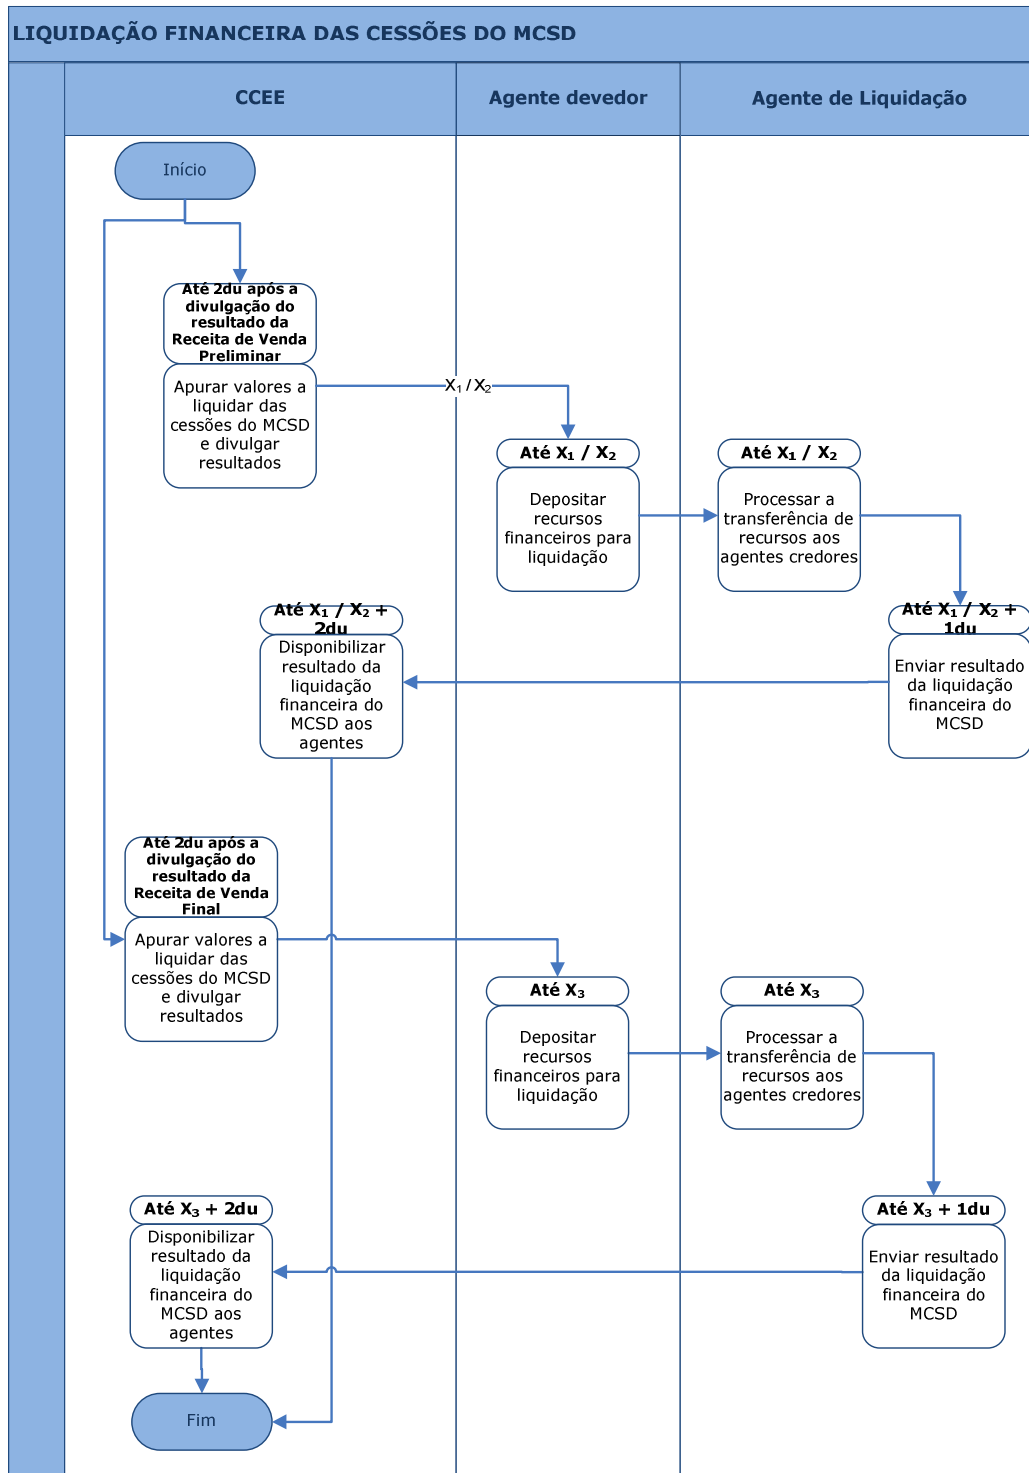 LIQUIDAÇÃO FINANCEIRA DAS CESSÕES DO MCSD
CCEE
Agente devedor
Agente de Liquidação
Início
Até 2du após a
divulgação do
resultado da
Receita de Venda
Preliminar
Apurar valores a
liquidar das
cessões do MCSD
e divulgar
resultados
X₁ / X₂
Até X₁ / X₂
Depositar
recursos
financeiros para
liquidação
Até X₁ / X₂
Processar a
transferência de
recursos aos
agentes credores
Até X₁ / X₂ +
1du
Enviar resultado
da liquidação
financeira do
MCSD
Até X₁ / X₂ +
2du
Disponibilizar
resultado da
liquidação
financeira do
MCSD aos
agentes
Até 2du após a
divulgação do
resultado da
Receita de Venda
Final
Apurar valores a
liquidar das
cessões do MCSD
e divulgar
resultados
Até X₃
Depositar
recursos
financeiros para
liquidação
Até X₃
Processar a
transferência de
recursos aos
agentes credores
Até X₃ + 1du
Enviar resultado
da liquidação
financeira do
MCSD
Até X₃ + 2du
Disponibilizar
resultado da
liquidação
financeira do
MCSD aos
agentes
Fim